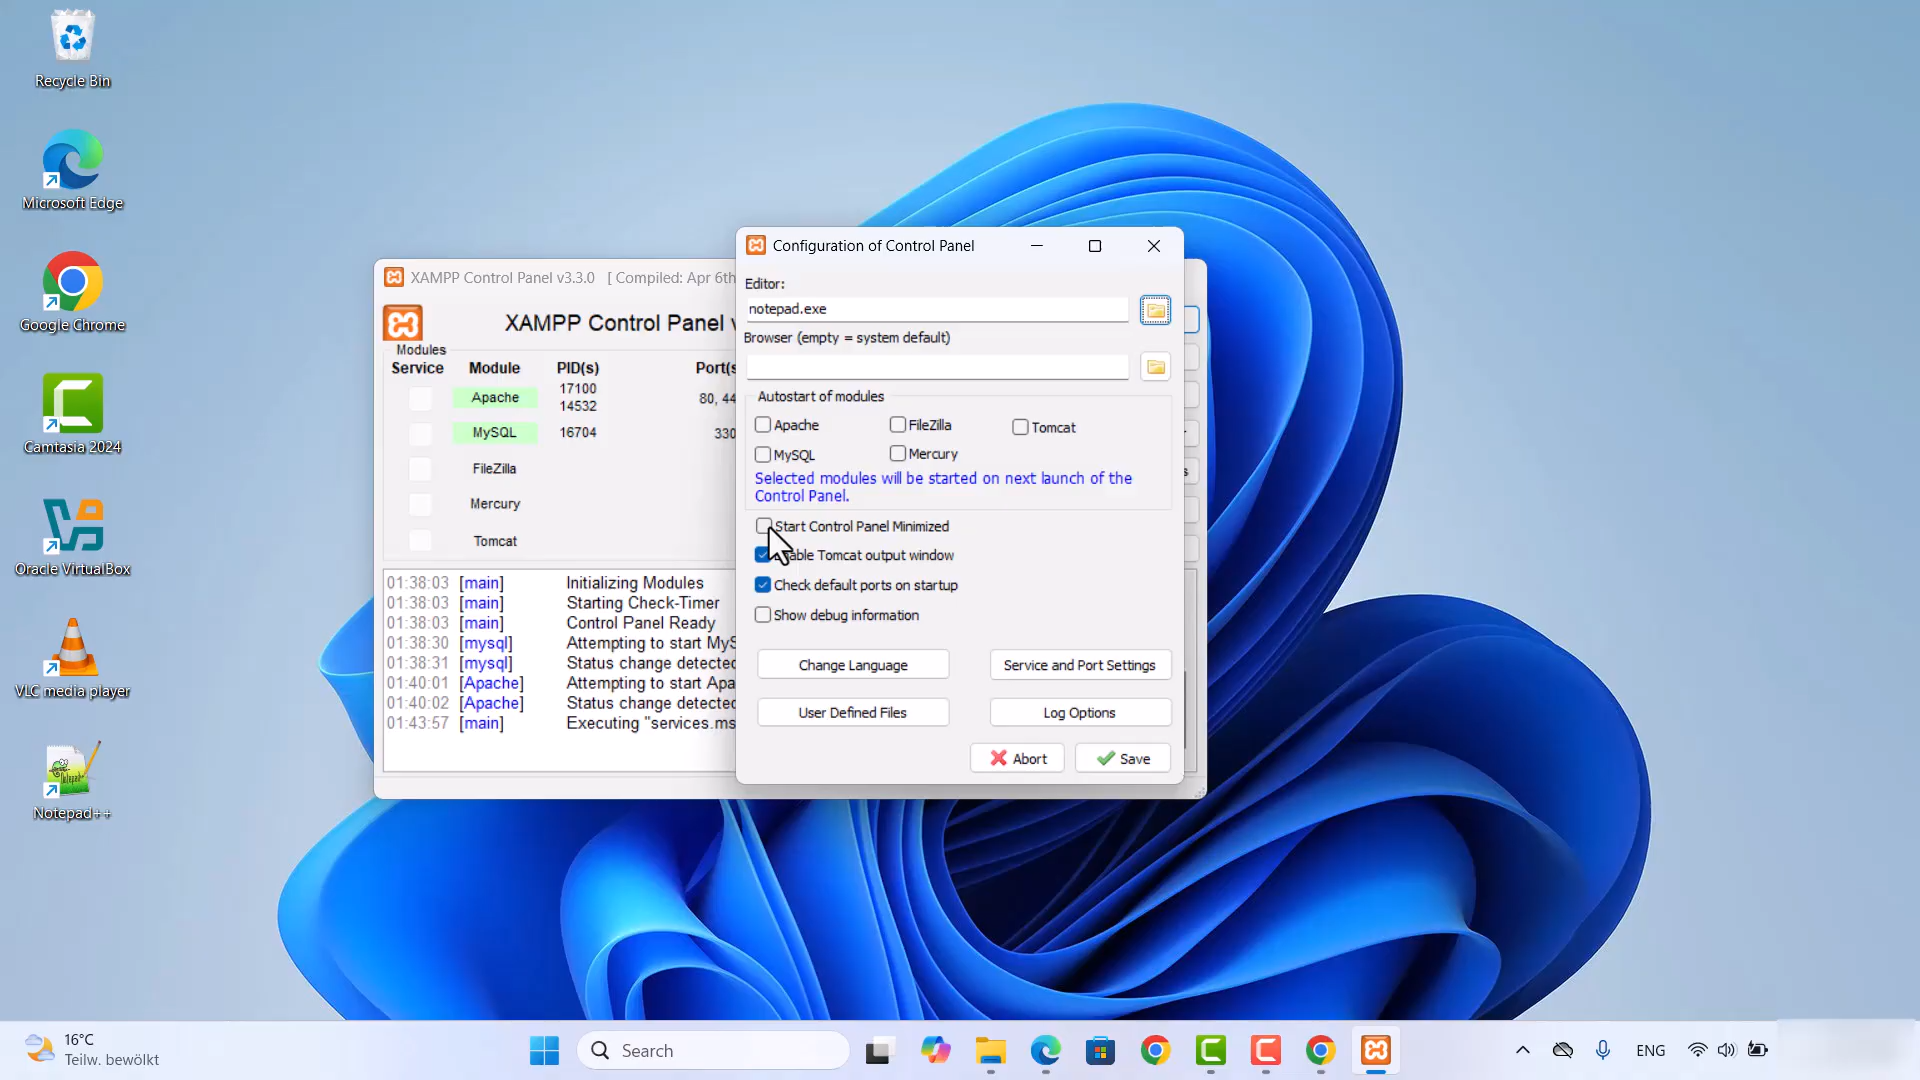 Recycle Bin
Microsoft Edge
Google Chrome
Camtasia 2024
Oracle VirtualBox
VLC media player
Notepad++
XAMPP Control Panel v3.3.0 [ Compiled: Apr 6th
XAMPP Control Panel
Modules
Service Module PID(s) Port(s
Apache 17100
14532 80, 44
MySQL 16704 330
FileZilla
Mercury
Tomcat
01:38:03 [main] Initializing Modules
01:38:03 [main] Starting Check-Timer
01:38:03 [main] Control Panel Ready
01:38:30 [mysql] Attempting to start MyS
01:38:31 [mysql] Status change detected
01:40:01 [Apache] Attempting to start Apa
01:40:02 [Apache] Status change detected
01:43:57 [main] Executing "services.ms
Configuration of Control Panel
Editor:
notepad.exe
Browser (empty = system default)
Autostart of modules
Apache FileZilla Tomcat
MySQL Mercury
Selected modules will be started on next launch of the
Control Panel.
Start Control Panel Minimized
able Tomcat output window
Check default ports on startup
Show debug information
Change Language Service and Port Settings
User Defined Files Log Options
Abort Save
16°C
Teilw. bewölkt
Search
ENG